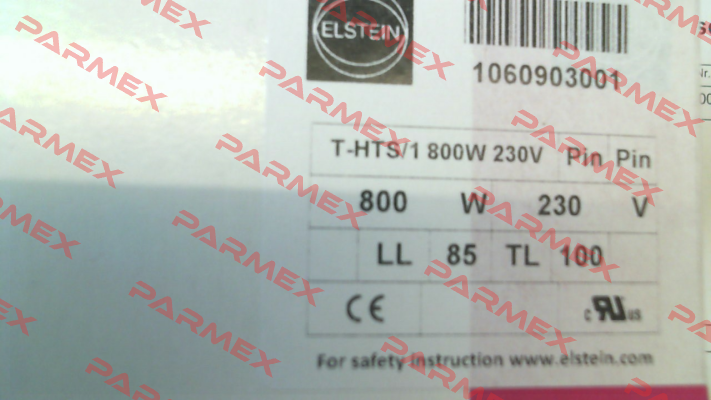 ELSTEIN
1060903001
T-HTS/1 800W 230V Pin Pin
800 W 230 V
LL 85 TL 100
CE
c RU us
For safety instruction www.elstein.com
PARMEX